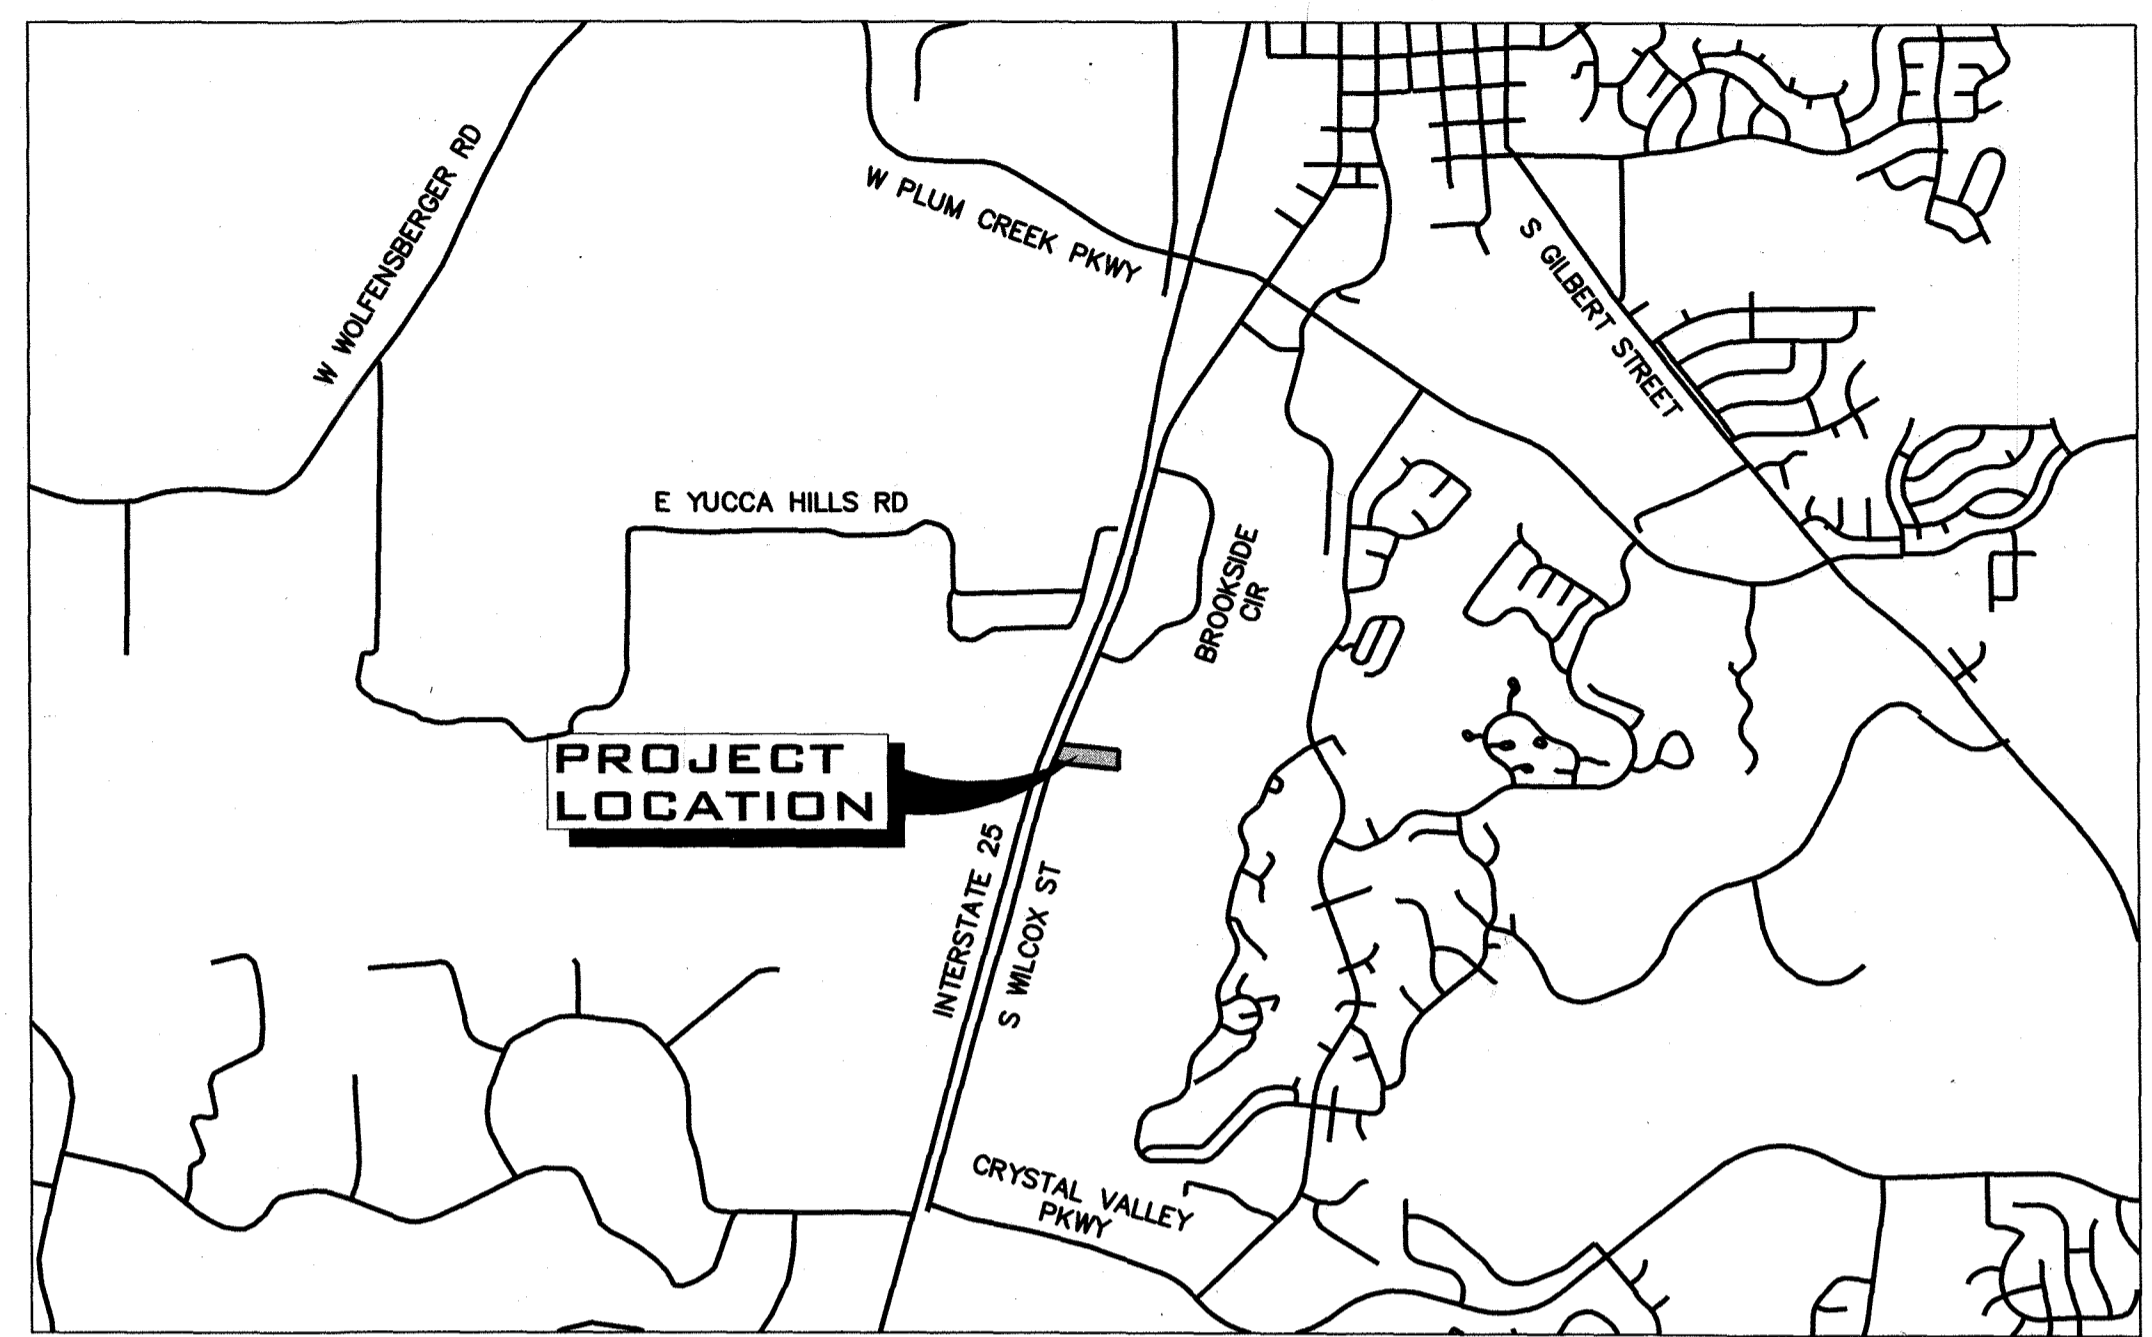 W WOLFENSBERGER RD
W PLUM CREEK PKWY
S GILBERT STREET
E YUCCA HILLS RD
BROOKSIDE
CIR
PROJECT
LOCATION
INTERSTATE 25
S WILCOX ST
CRYSTAL VALLEY
PKWY